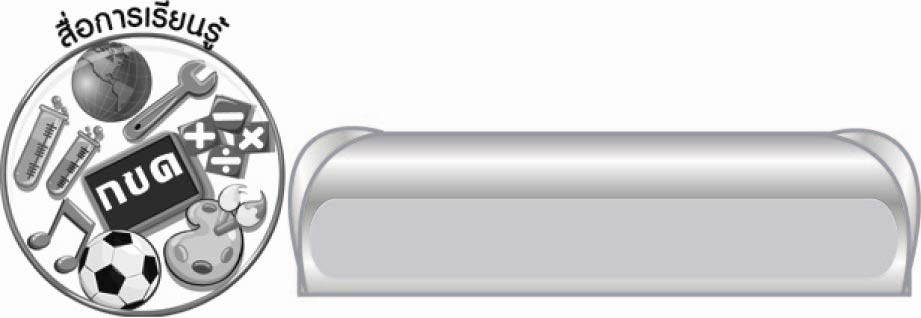 สื่อการเรียนรู้
+ − × ÷
กขค